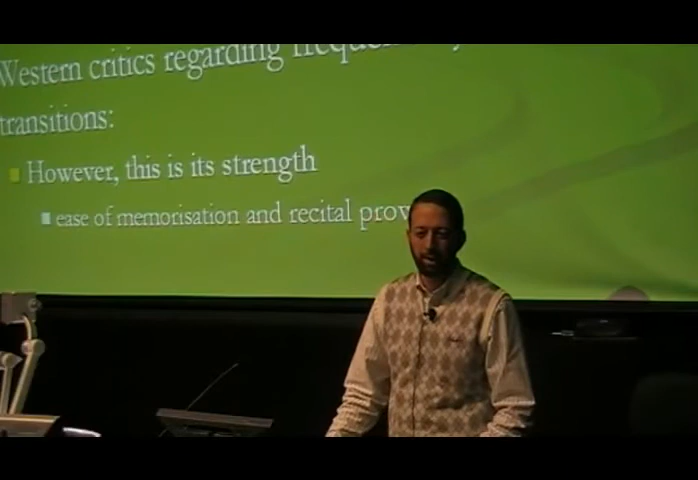 Western critics regarding
transitions:
However, this is its strength
ease of memorisation and recital